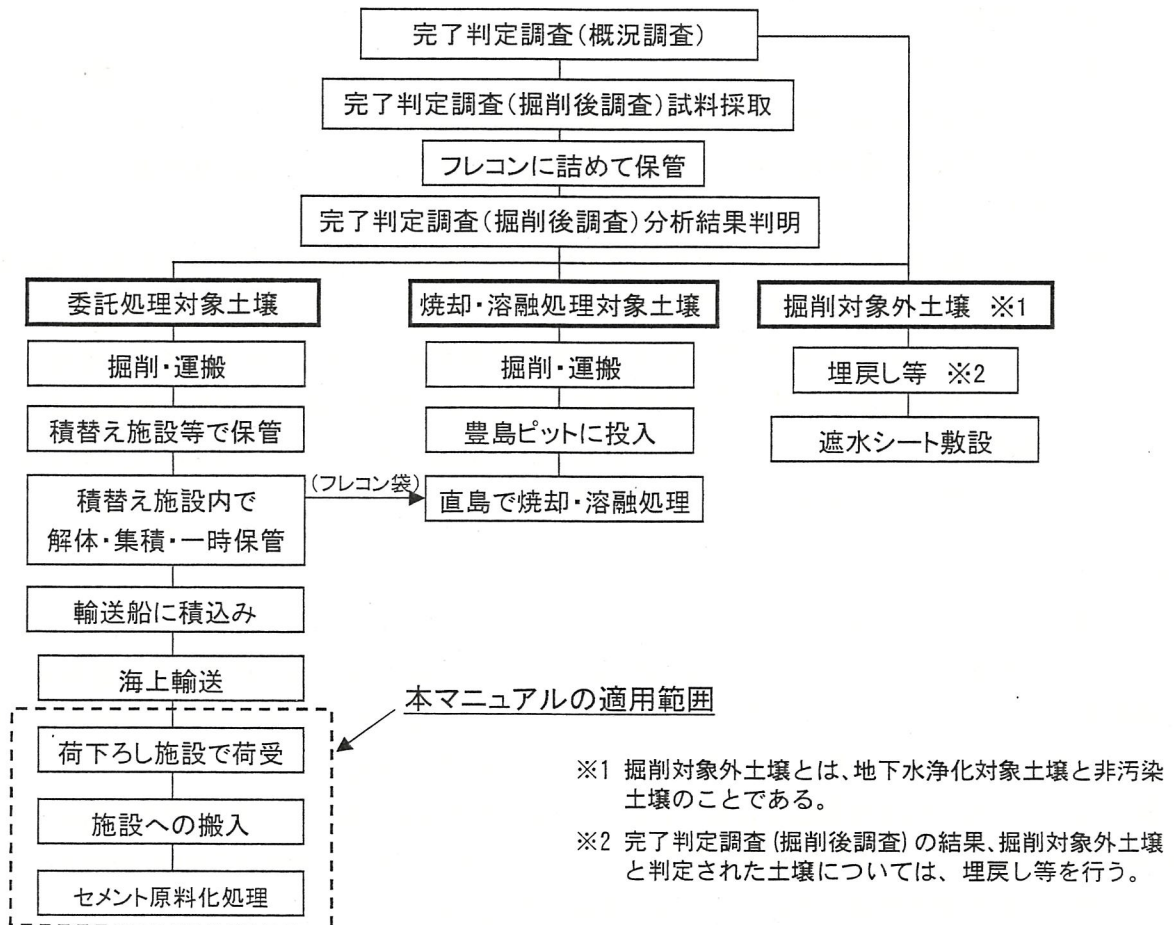 完了判定調査(概況調査)
完了判定調査(掘削後調査)試料採取
フレコンに詰めて保管
完了判定調査(掘削後調査)分析結果判明
委託処理対象土壌
掘削・運搬
積替え施設等で保管
積替え施設内で
解体・集積・一時保管
(フレコン袋)
輸送船に積込み
海上輸送
荷下ろし施設で荷受
施設への搬入
セメント原料化処理
焼却・溶融処理対象土壌
掘削・運搬
豊島ピットに投入
直島で焼却・溶融処理
掘削対象外土壌 ※1
埋戻し等 ※2
遮水シート敷設
本マニュアルの適用範囲
※1 掘削対象外土壌とは、地下水浄化対象土壌と非汚染
土壌のことである。
※2 完了判定調査(掘削後調査)の結果、掘削対象外土壌
と判定された土壌については、埋戻し等を行う。